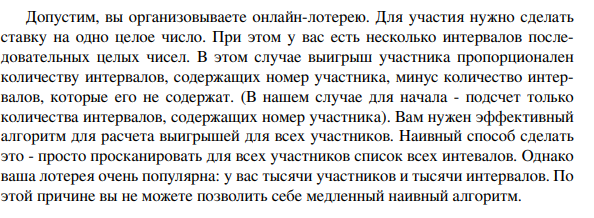 Допустим, вы организовываете онлайн-лотерею. Для участия нужно сделать
ставку на одно целое число. При этом у вас есть несколько интервалов после-
довательных целых чисел. В этом случае выигрыш участника пропорционален
количеству интервалов, содержащих номер участника, минус количество интер-
валов, которые его не содержат. (В нашем случае для начала - подсчет только
количества интервалов, содержащих номер участника). Вам нужен эффективный
алгоритм для расчета выигрышей для всех участников. Наивный способ сделать
это - просто просканировать для всех участников список всех интевалов. Однако
ваша лотерея очень популярна: у вас тысячи участников и тысячи интервалов. По
этой причине вы не можете позволить себе медленный наивный алгоритм.